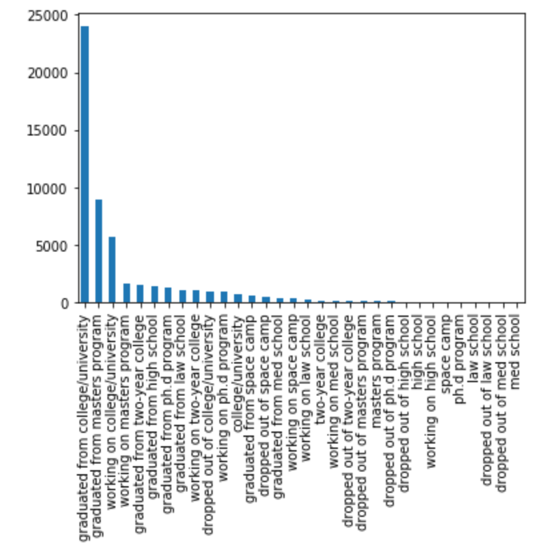 25000
20000
15000
10000
5000
0
graduated from college/university
graduated from masters program
working on college/university
working on masters program
graduated from two-year college
graduated from high school
graduated from ph.d program
graduated from law school
working on two-year college
dropped out of college/university
working on ph.d program
college/university
graduated from space camp
dropped out of space camp
graduated from med school
working on space camp
working on law school
two-year college
working on med school
dropped out of two-year college
dropped out of masters program
masters program
dropped out of ph.d program
dropped out of high school
high school
working on high school
space camp
ph.d program
law school
dropped out of law school
dropped out of med school
med school